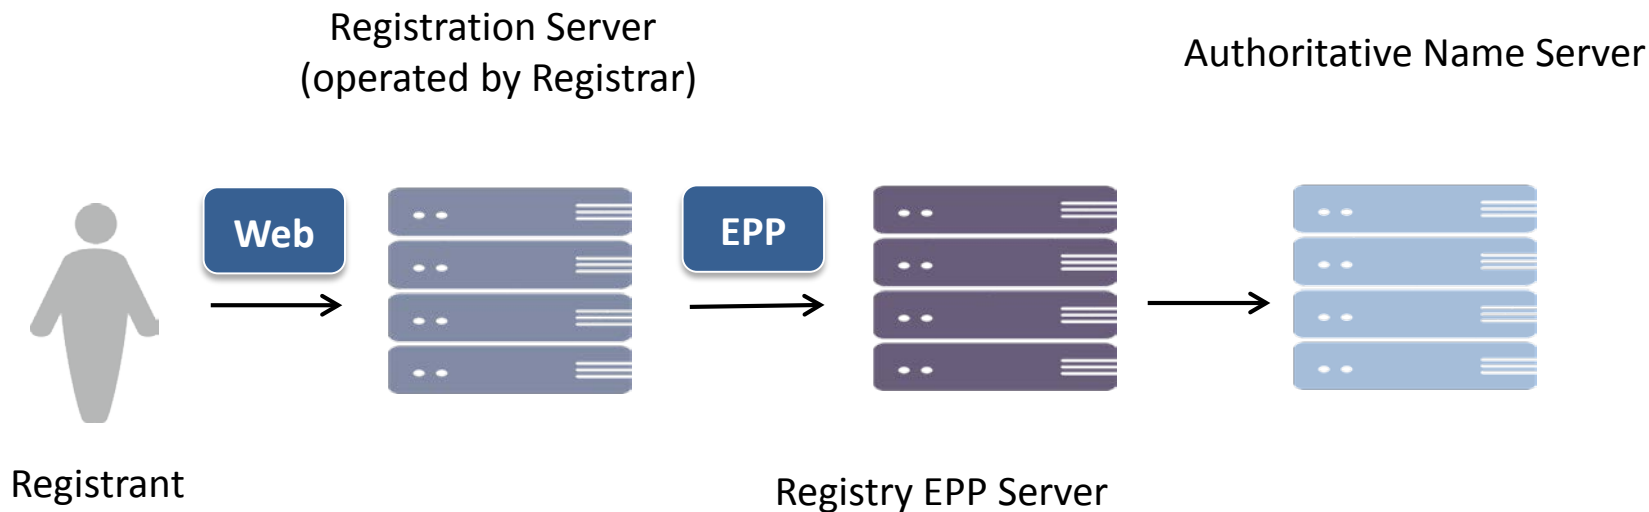 Registration Server
(operated by Registrar)
Authoritative Name Server
Web
EPP
Registrant
Registry EPP Server